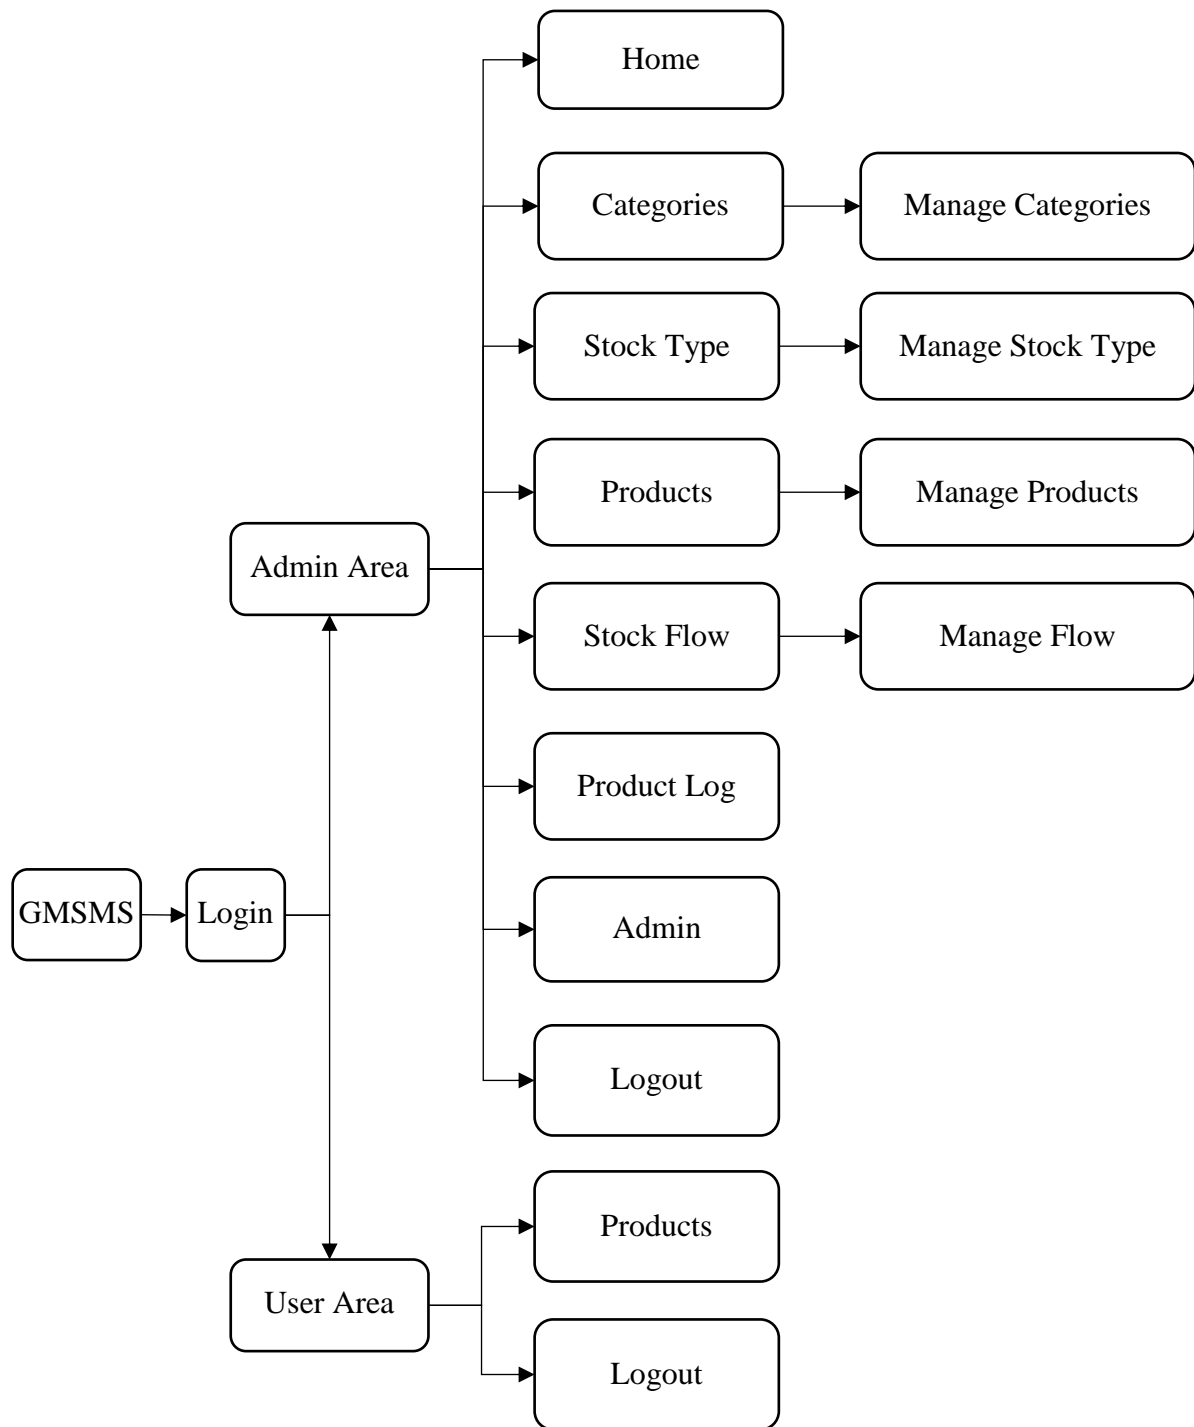 Home
Categories
Manage Categories
Stock Type
Manage Stock Type
Products
Manage Products
Admin Area
Stock Flow
Manage Flow
Product Log
GMSMS
Login
Admin
Logout
Products
User Area
Logout